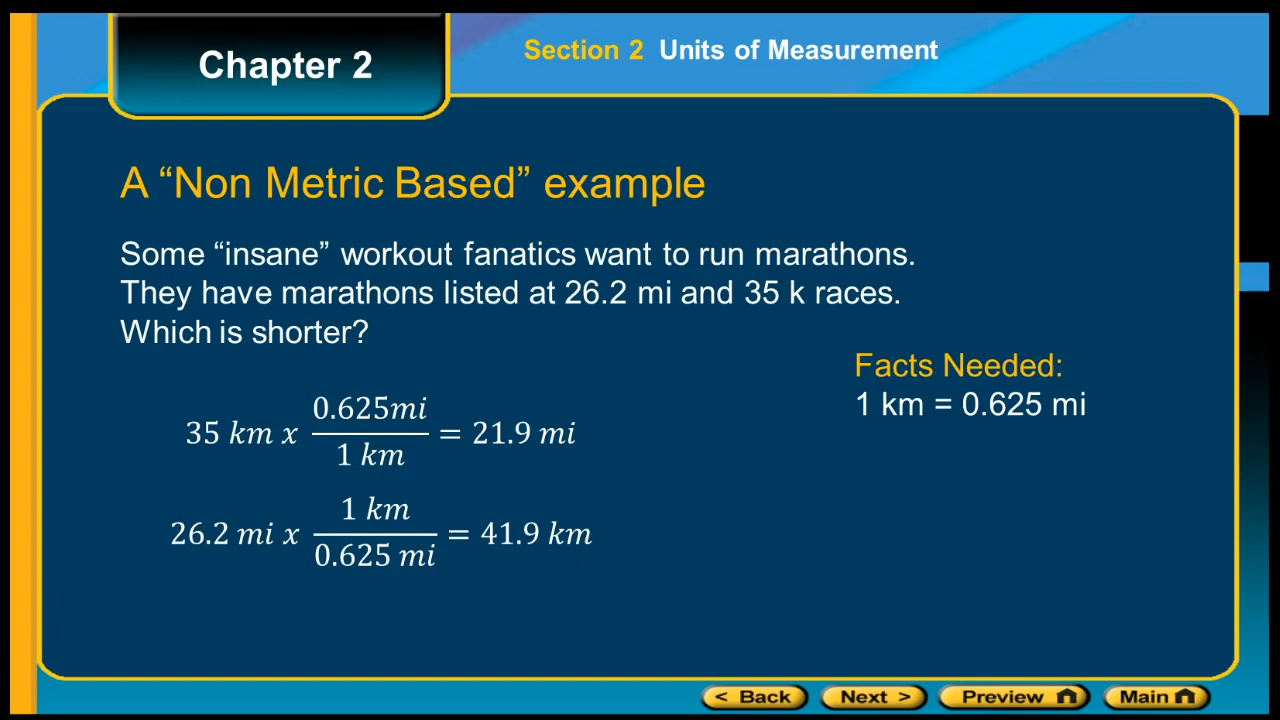 Chapter 2
Section 2 Units of Measurement
A “Non Metric Based” example
Some “insane” workout fanatics want to run marathons.
They have marathons listed at 26.2 mi and 35 k races.
Which is shorter?
Facts Needed:
1 km = 0.625 mi
35 km x 0.625mi / 1 km = 21.9 mi
26.2 mi x 1 km / 0.625 mi = 41.9 km
< Back Next > Preview Main